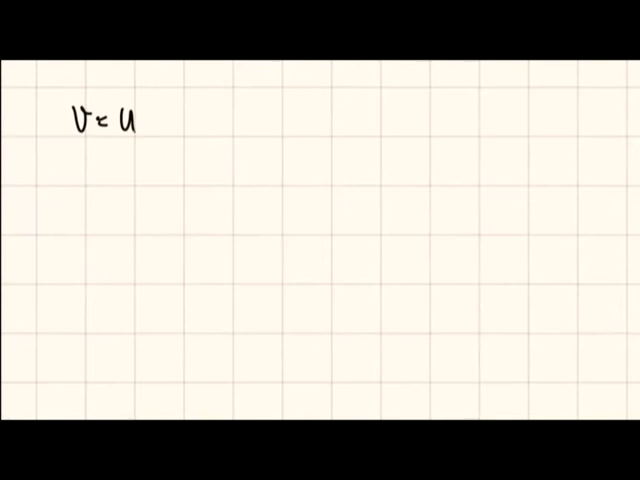 v = u